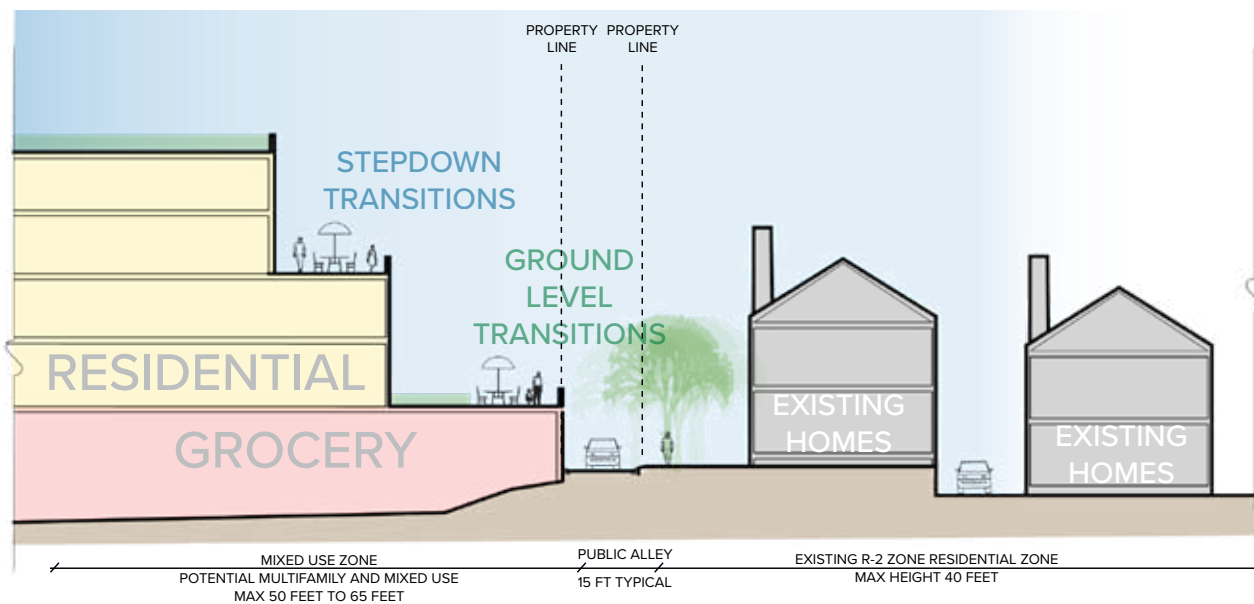 PROPERTY LINE
PROPERTY LINE
STEPDOWN
TRANSITIONS
GROUND
LEVEL
TRANSITIONS
RESIDENTIAL
GROCERY
EXISTING
HOMES
EXISTING
HOMES
MIXED USE ZONE
POTENTIAL MULTIFAMILY AND MIXED USE
MAX 50 FEET TO 65 FEET
PUBLIC ALLEY
15 FT TYPICAL
EXISTING R-2 ZONE RESIDENTIAL ZONE
MAX HEIGHT 40 FEET